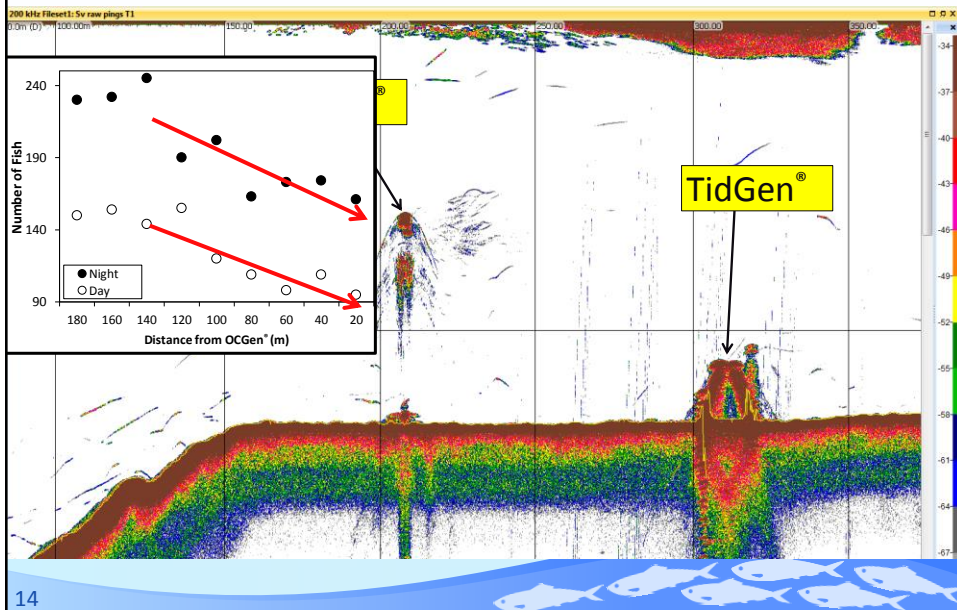 200 kHz Fileset1: Sv raw pings T1
0.0m (D) 100.00m 150.00 200.00 250.00 300.00 350.00
®
TidGen®
240
190
140
90
Number of Fish
Night
Day
180 160 140 120 100 80 60 40 20
Distance from OCGen® (m)
-34
-37
-40
-43
-46
-49
-52
-55
-58
-61
-64
-67
14